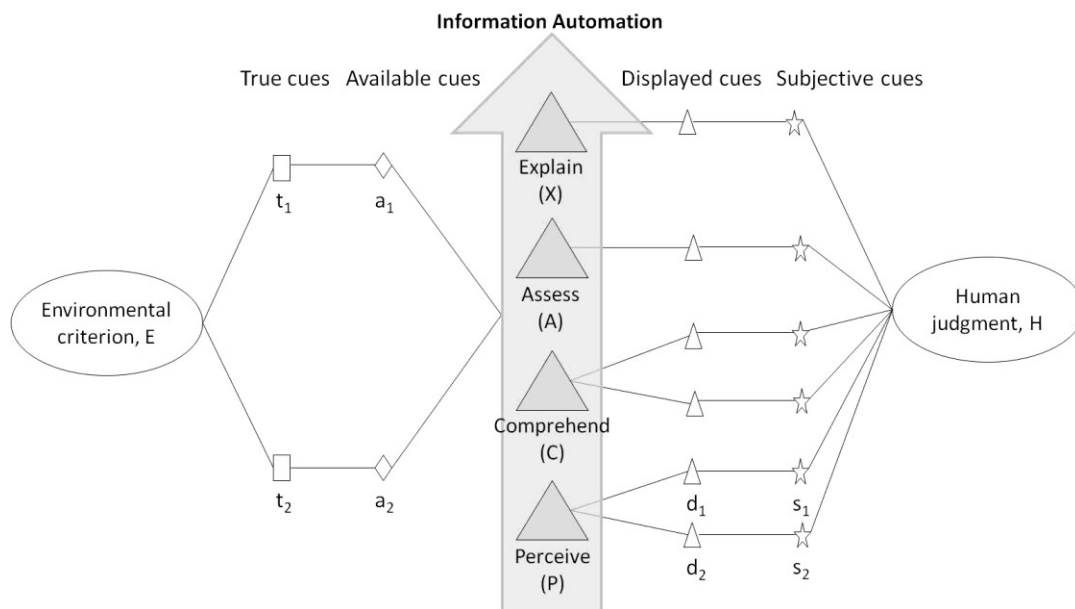 Information Automation
True cues Available cues Displayed cues Subjective cues
Explain
(X)
t1 a1
Assess
(A)
Environmental
criterion, E
Human
judgment, H
Comprehend
(C)
d1 s1
t2 a2
Perceive
(P)
d2 s2